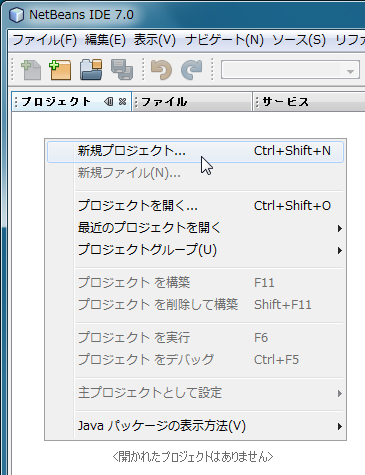 NetBeans IDE 7.0
ファイル(F) 編集(E) 表示(V) ナビゲート(N) ソース(S) リファ
プロジェクト ファイル サービス
新規プロジェクト... Ctrl+Shift+N
新規ファイル(N)...
プロジェクトを開く... Ctrl+Shift+O
最近のプロジェクトを開く
プロジェクトグループ(U)
プロジェクト を構築 F11
プロジェクト を削除して構築 Shift+F11
プロジェクト を実行 F6
プロジェクト をデバッグ Ctrl+F5
主プロジェクトとして設定
Java パッケージの表示方法(V)
<開かれたプロジェクトはありません>